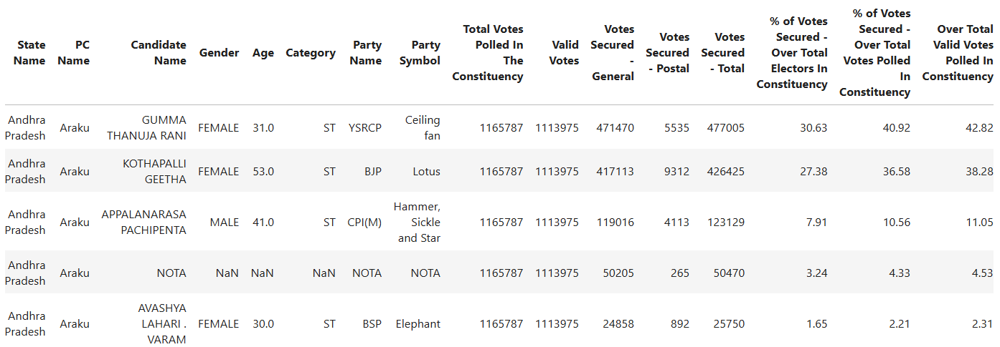 State Name PC Name Candidate Name Gender Age Category Party Name Party Symbol Total Votes Polled In The Constituency Valid Votes Votes Secured - General Votes Secured - Postal Votes Secured - Total % of Votes Secured - Over Total Electors In Constituency % of Votes Secured - Over Total Votes Polled In Constituency Over Total Valid Votes Polled In Constituency
Andhra Pradesh Araku GUMMA THANUJA RANI FEMALE 31.0 ST YSRCP Ceiling fan 1165787 1113975 471470 5535 477005 30.63 40.92 42.82
Andhra Pradesh Araku KOTHAPALLI GEETHA FEMALE 53.0 ST BJP Lotus 1165787 1113975 417113 9312 426425 27.38 36.58 38.28
Andhra Pradesh Araku APPALANARASA PACHIPENTA MALE 41.0 ST CPI(M) Hammer, Sickle and Star 1165787 1113975 119016 4113 123129 7.91 10.56 11.05
Andhra Pradesh Araku NOTA NaN NaN NaN NOTA NOTA 1165787 1113975 50205 265 50470 3.24 4.33 4.53
Andhra Pradesh Araku AVASHYA LAHARI . VARAM FEMALE 30.0 ST BSP Elephant 1165787 1113975 24858 892 25750 1.65 2.21 2.31